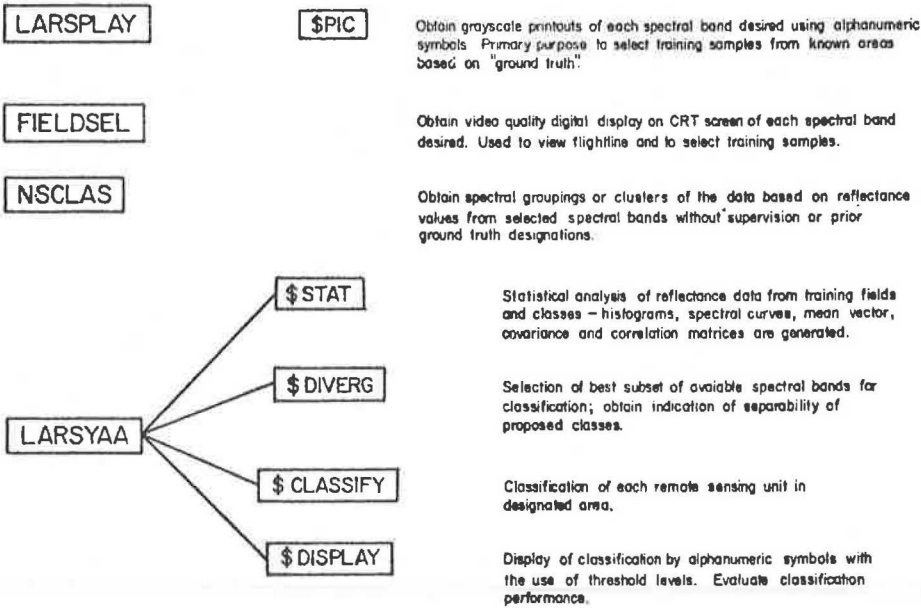 LARSPLAY
$PIC
Obtain grayscale printouts of each spectral band desired using alphanumeric
symbols Primary purpose to select training samples from known areas
based on "ground truth".
FIELDSEL
Obtain video quality digital display on CRT screen of each spectral band
desired. Used to view flightline and to select training samples.
NSCLAS
Obtain spectral groupings or clusters of the data based on reflectance
values from selected spectral bands without supervision or prior
ground truth designations.
$ STAT
Statistical analysis of reflectance data from training fields
and classes – histograms, spectral curves, mean vector,
covariance and correlation matrices are generated.
$ DIVERG
Selection of best subset of avaiable spectral bands for
classification; obtain indication of separability of
proposed classes.
LARSYAA
$ CLASSIFY
Classification of each remote sensing unit in
designated area.
$ DISPLAY
Display of classification by alphanumeric symbols with
the use of threshold levels. Evaluate classification
performance.